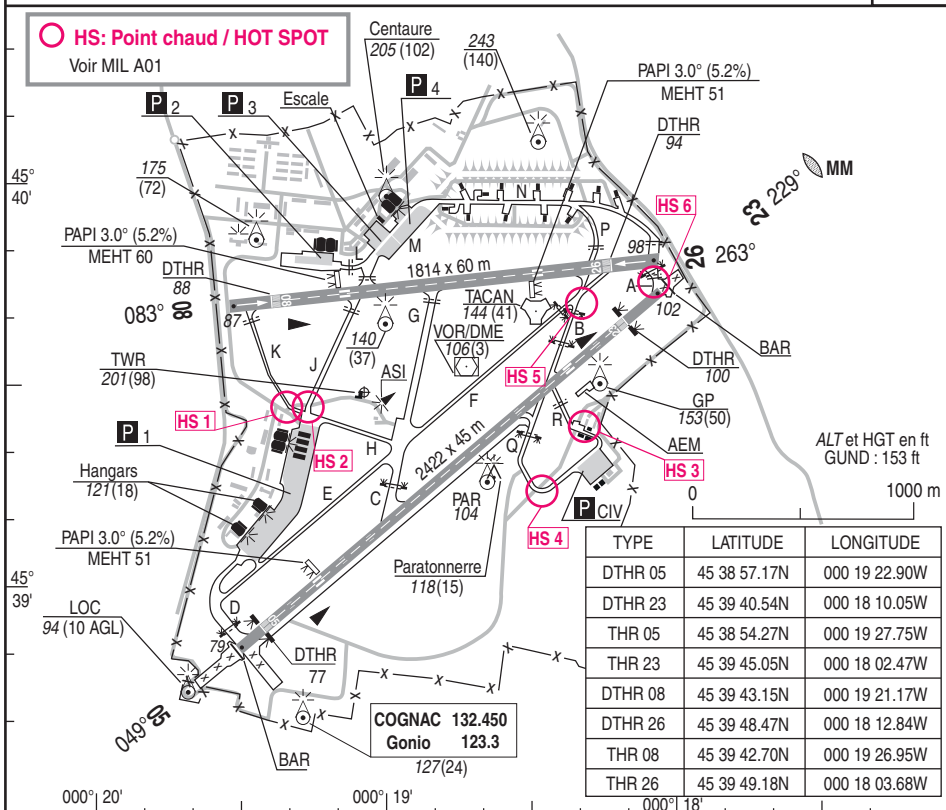 HS: Point chaud / HOT SPOT
Voir MIL A01
Centaure
205 (102)
243
(140)
PAPI 3.0° (5.2%)
MEHT 51
DTHR
94
P 2
P 3
Escale
P 4
45°
40'
175
(72)
N
HS 6
23 229°
MM
PAPI 3.0° (5.2%)
MEHT 60
L
M
P
98
26 263°
DTHR
88
1814 x 60 m
26
A
083° 08
08
87
TACAN
144 (41)
102
G
B
K
J
140
(37)
VOR/DME
106(3)
23
BAR
TWR
201(98)
ASI
HS 5
DTHR
100
F
GP
153(50)
HS 1
R
HS 2
H
Q
AEM
P 1
2422 x 45 m
HS 3
ALT et HGT en ft
GUND : 153 ft
Hangars
121(18)
E
C
PAR
104
0
1000 m
HS 4
P CIV
PAPI 3.0° (5.2%)
MEHT 51
Paratonnerre
118(15)
45°
39'
LOC
94 (10 AGL)
D
79
05
DTHR
77
049° 05
BAR
COGNAC 132.450
Gonio 123.3
127(24)
TYPE LATITUDE LONGITUDE
DTHR 05 45 38 57.17N 000 19 22.90W
DTHR 23 45 39 40.54N 000 18 10.05W
THR 05 45 38 54.27N 000 19 27.75W
THR 23 45 39 45.05N 000 18 02.47W
DTHR 08 45 39 43.15N 000 19 21.17W
DTHR 26 45 39 48.47N 000 18 12.84W
THR 08 45 39 42.70N 000 19 26.95W
THR 26 45 39 49.18N 000 18 03.68W
000° 20'
000° 19'
000° 18'